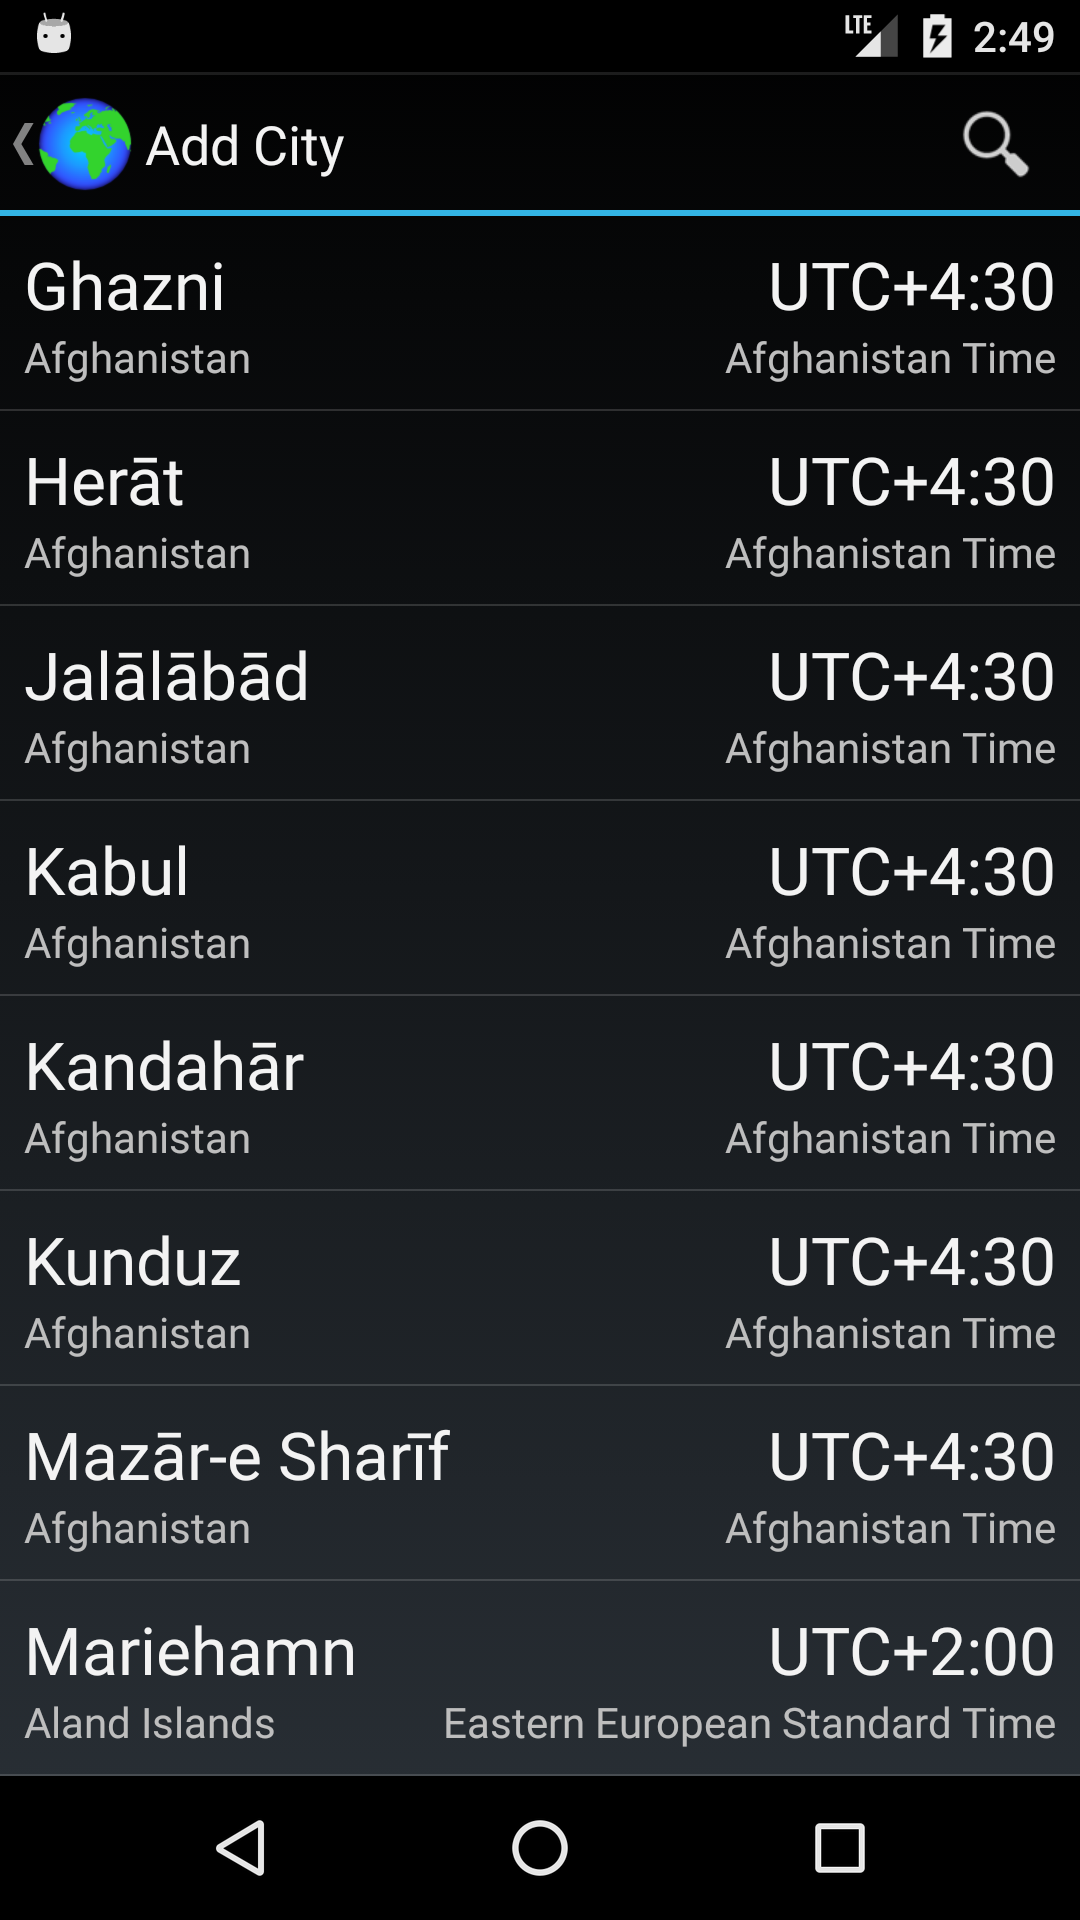 LTE 2:49
Add City
Ghazni UTC+4:30
Afghanistan Afghanistan Time
Herāt UTC+4:30
Afghanistan Afghanistan Time
Jalālābād UTC+4:30
Afghanistan Afghanistan Time
Kabul UTC+4:30
Afghanistan Afghanistan Time
Kandahār UTC+4:30
Afghanistan Afghanistan Time
Kunduz UTC+4:30
Afghanistan Afghanistan Time
Mazār-e Sharīf UTC+4:30
Afghanistan Afghanistan Time
Mariehamn UTC+2:00
Aland Islands Eastern European Standard Time